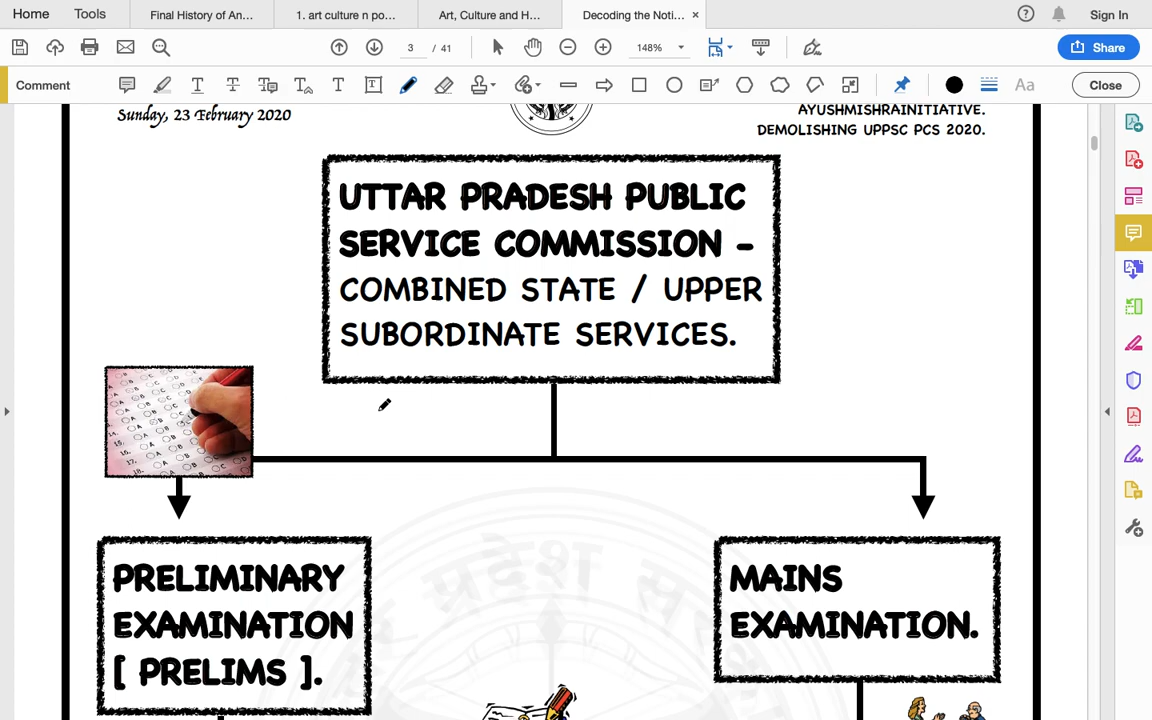 Home
Tools
Final History of An...
1. art culture n po...
Art, Culture and H...
Decoding the Noti...
Sign In
3 / 41
148%
Share
Comment
Aa
Close
Sunday, 23 February 2020
AYUSHMISHRAINITIATIVE.
DEMOLISHING UPPSC PCS 2020.
UTTAR PRADESH PUBLIC
SERVICE COMMISSION -
COMBINED STATE / UPPER
SUBORDINATE SERVICES.
PRELIMINARY
EXAMINATION
[ PRELIMS ].
MAINS
EXAMINATION.